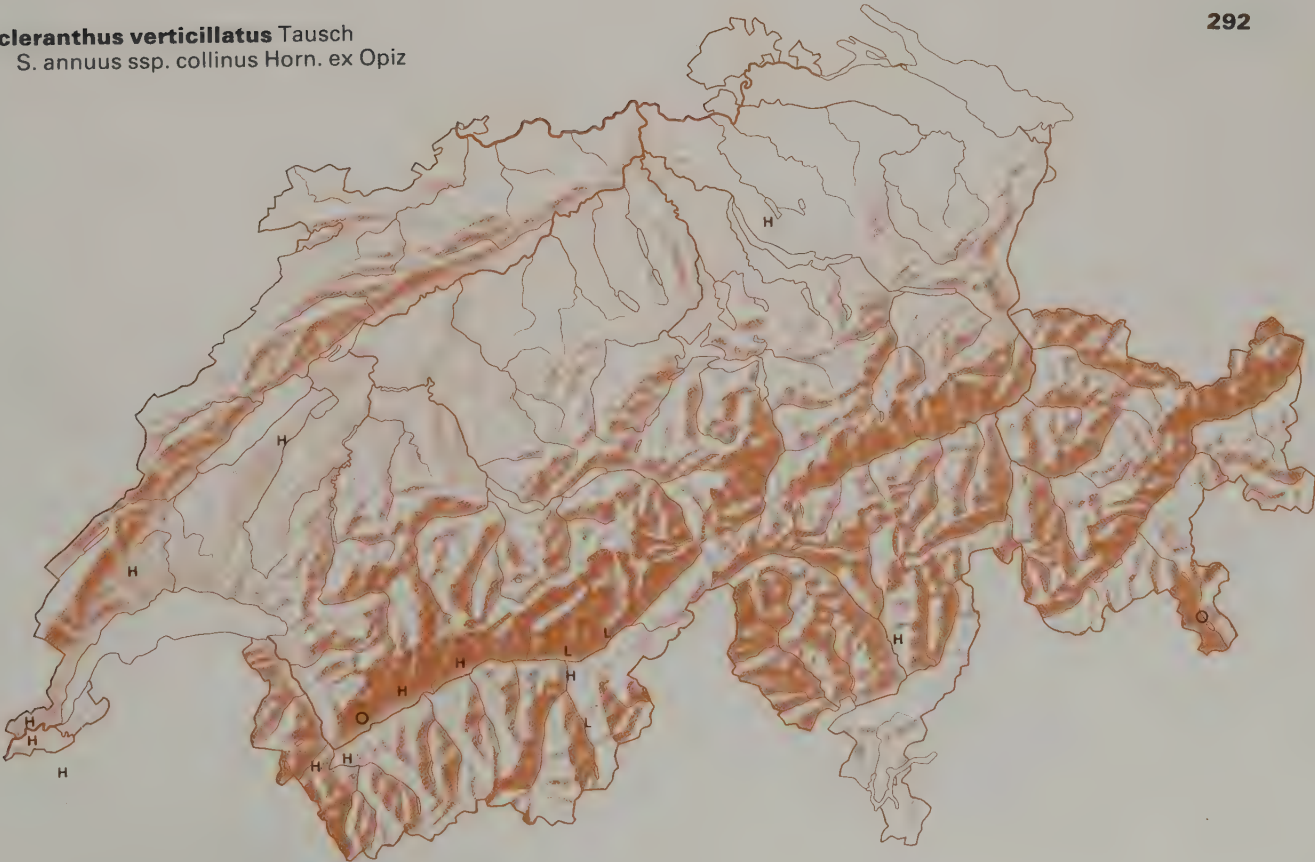 cleranthus verticillatus Tausch
S. annuus ssp. collinus Horn. ex Opiz
292
H
H
H
O
H
L
L
H
H
H
L
O
H
H
H
H
H